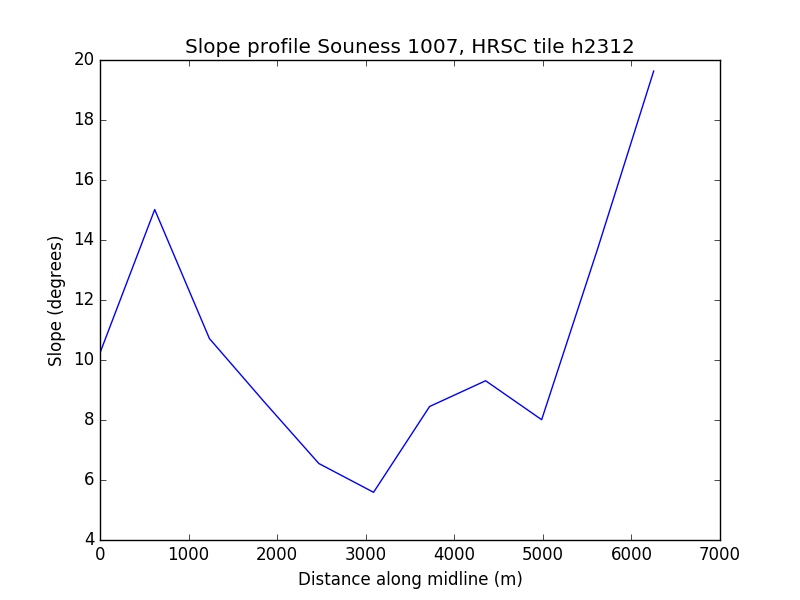 Slope profile Souness 1007, HRSC tile h2312
20
18
16
14
12
10
8
6
4
Slope (degrees)
0 1000 2000 3000 4000 5000 6000 7000
Distance along midline (m)